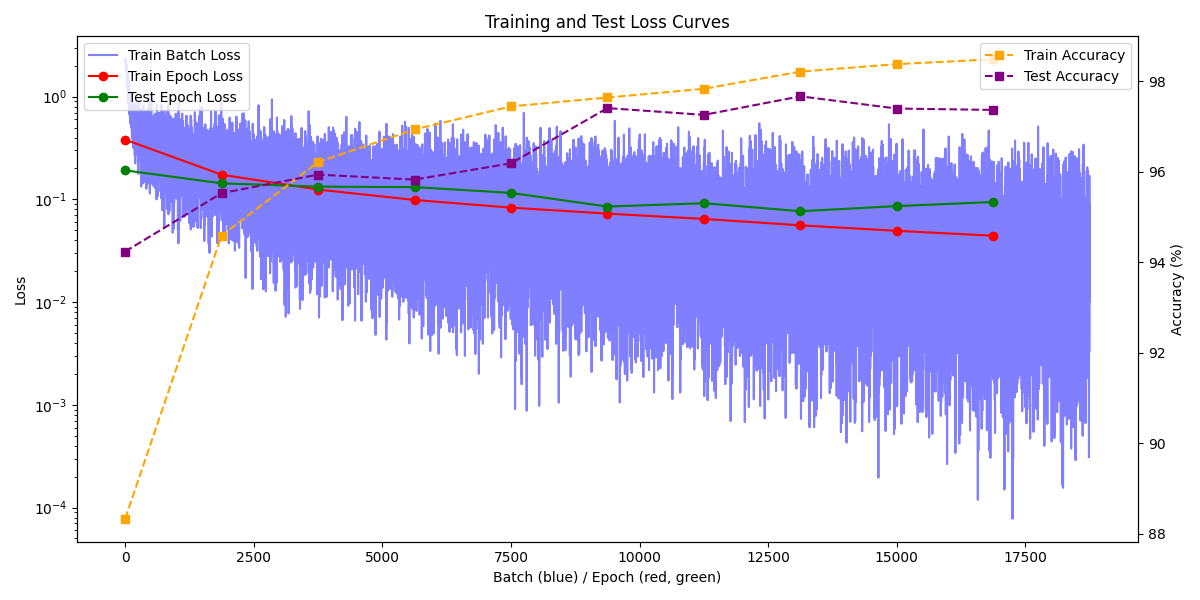 Training and Test Loss Curves
Train Batch Loss
Train Epoch Loss
Test Epoch Loss
Train Accuracy
Test Accuracy
Loss
10⁰
10⁻¹
10⁻²
10⁻³
10⁻⁴
98
96
94
92
90
88
Accuracy (%)
0 2500 5000 7500 10000 12500 15000 17500
Batch (blue) / Epoch (red, green)